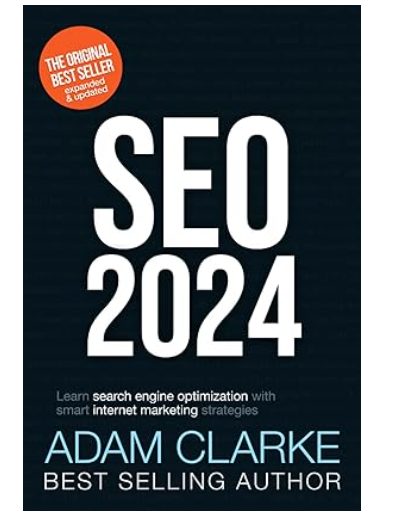 THE ORIGINAL
BEST SELLER
expanded
& updated
SEO
2024
Learn search engine optimization with
smart internet marketing strategies
ADAM CLARKE
BEST SELLING AUTHOR